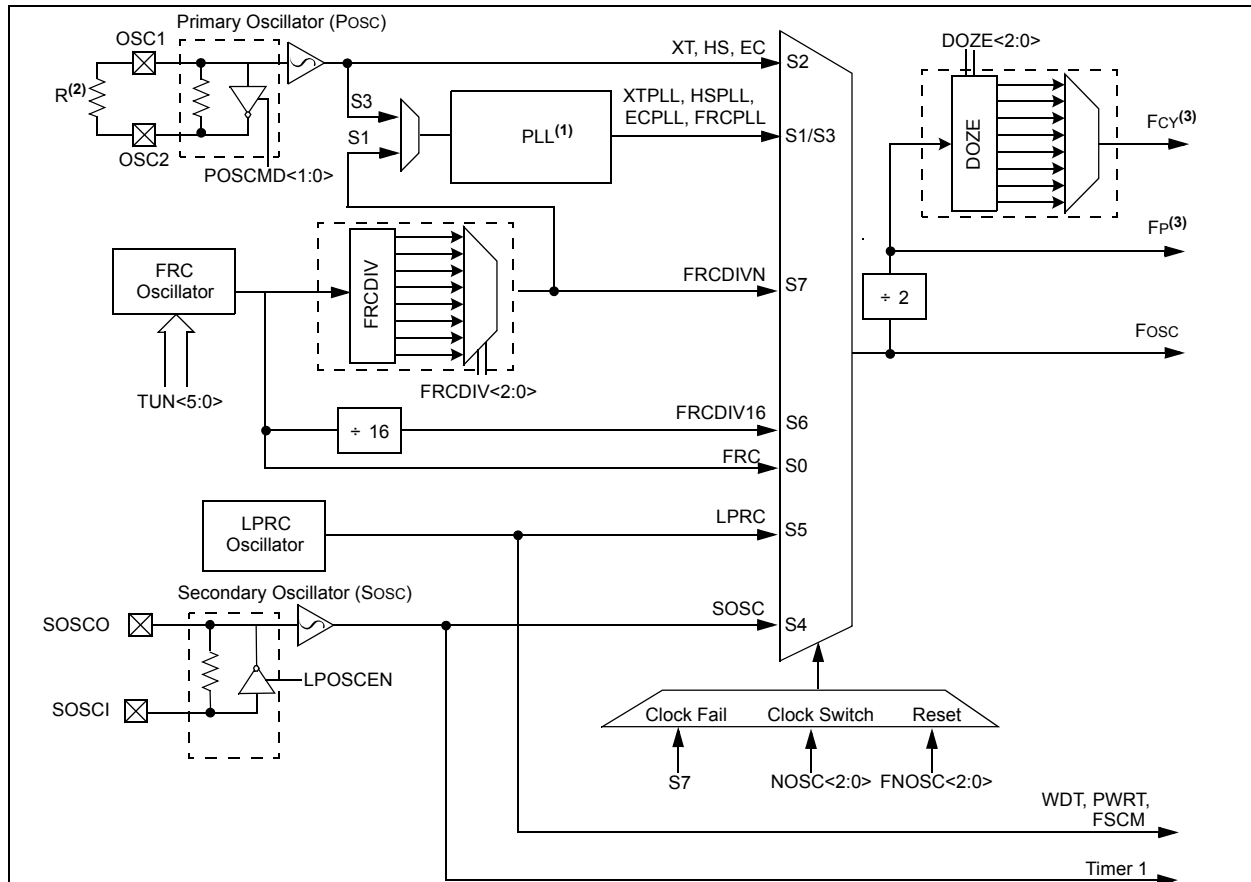 Primary Oscillator (POSC)
OSC1
R(2)
OSC2
POSCMD<1:0>
S3
S1
PLL(1)
XT, HS, EC
XTPLL, HSPLL,
ECPLL, FRCPLL
S2
S1/S3
DOZE<2:0>
DOZE
FCY(3)
FP(3)
÷ 2
FOSC
FRC
Oscillator
TUN<5:0>
FRCDIV
FRCDIV<2:0>
FRCDIVN
S7
÷ 16
FRCDIV16
S6
FRC
S0
LPRC
Oscillator
LPRC
S5
Secondary Oscillator (SOSC)
SOSCO
SOSCI
LPOSCEN
SOSC
S4
Clock Fail
Clock Switch
Reset
S7
NOSC<2:0>
FNOSC<2:0>
WDT, PWRT,
FSCM
Timer 1